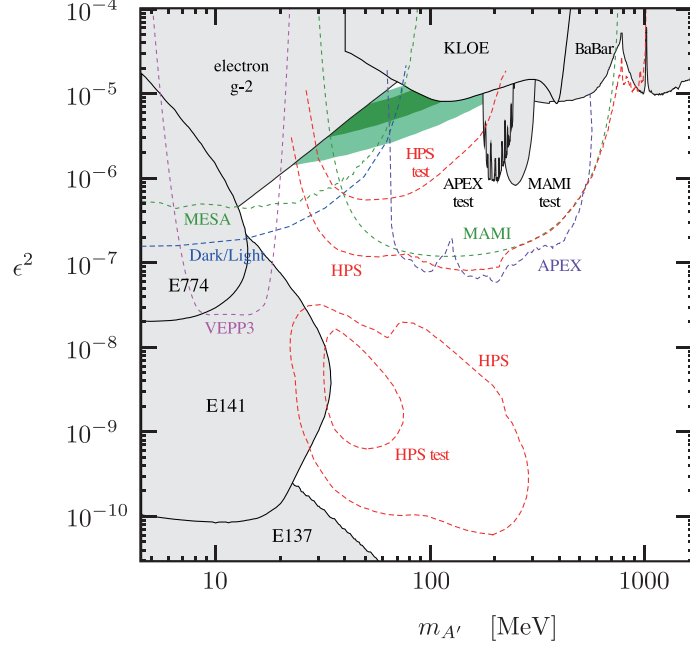 10⁻⁴
10⁻⁵
10⁻⁶
10⁻⁷
10⁻⁸
10⁻⁹
10⁻¹⁰
ϵ²
electron
g-2
KLOE
BaBar
HPS
test
APEX
test
MAMI
test
MESA
MAMI
Dark/Light
HPS
APEX
E774
VEPP3
HPS
E141
HPS test
E137
10
100
1000
m_{A′} [MeV]